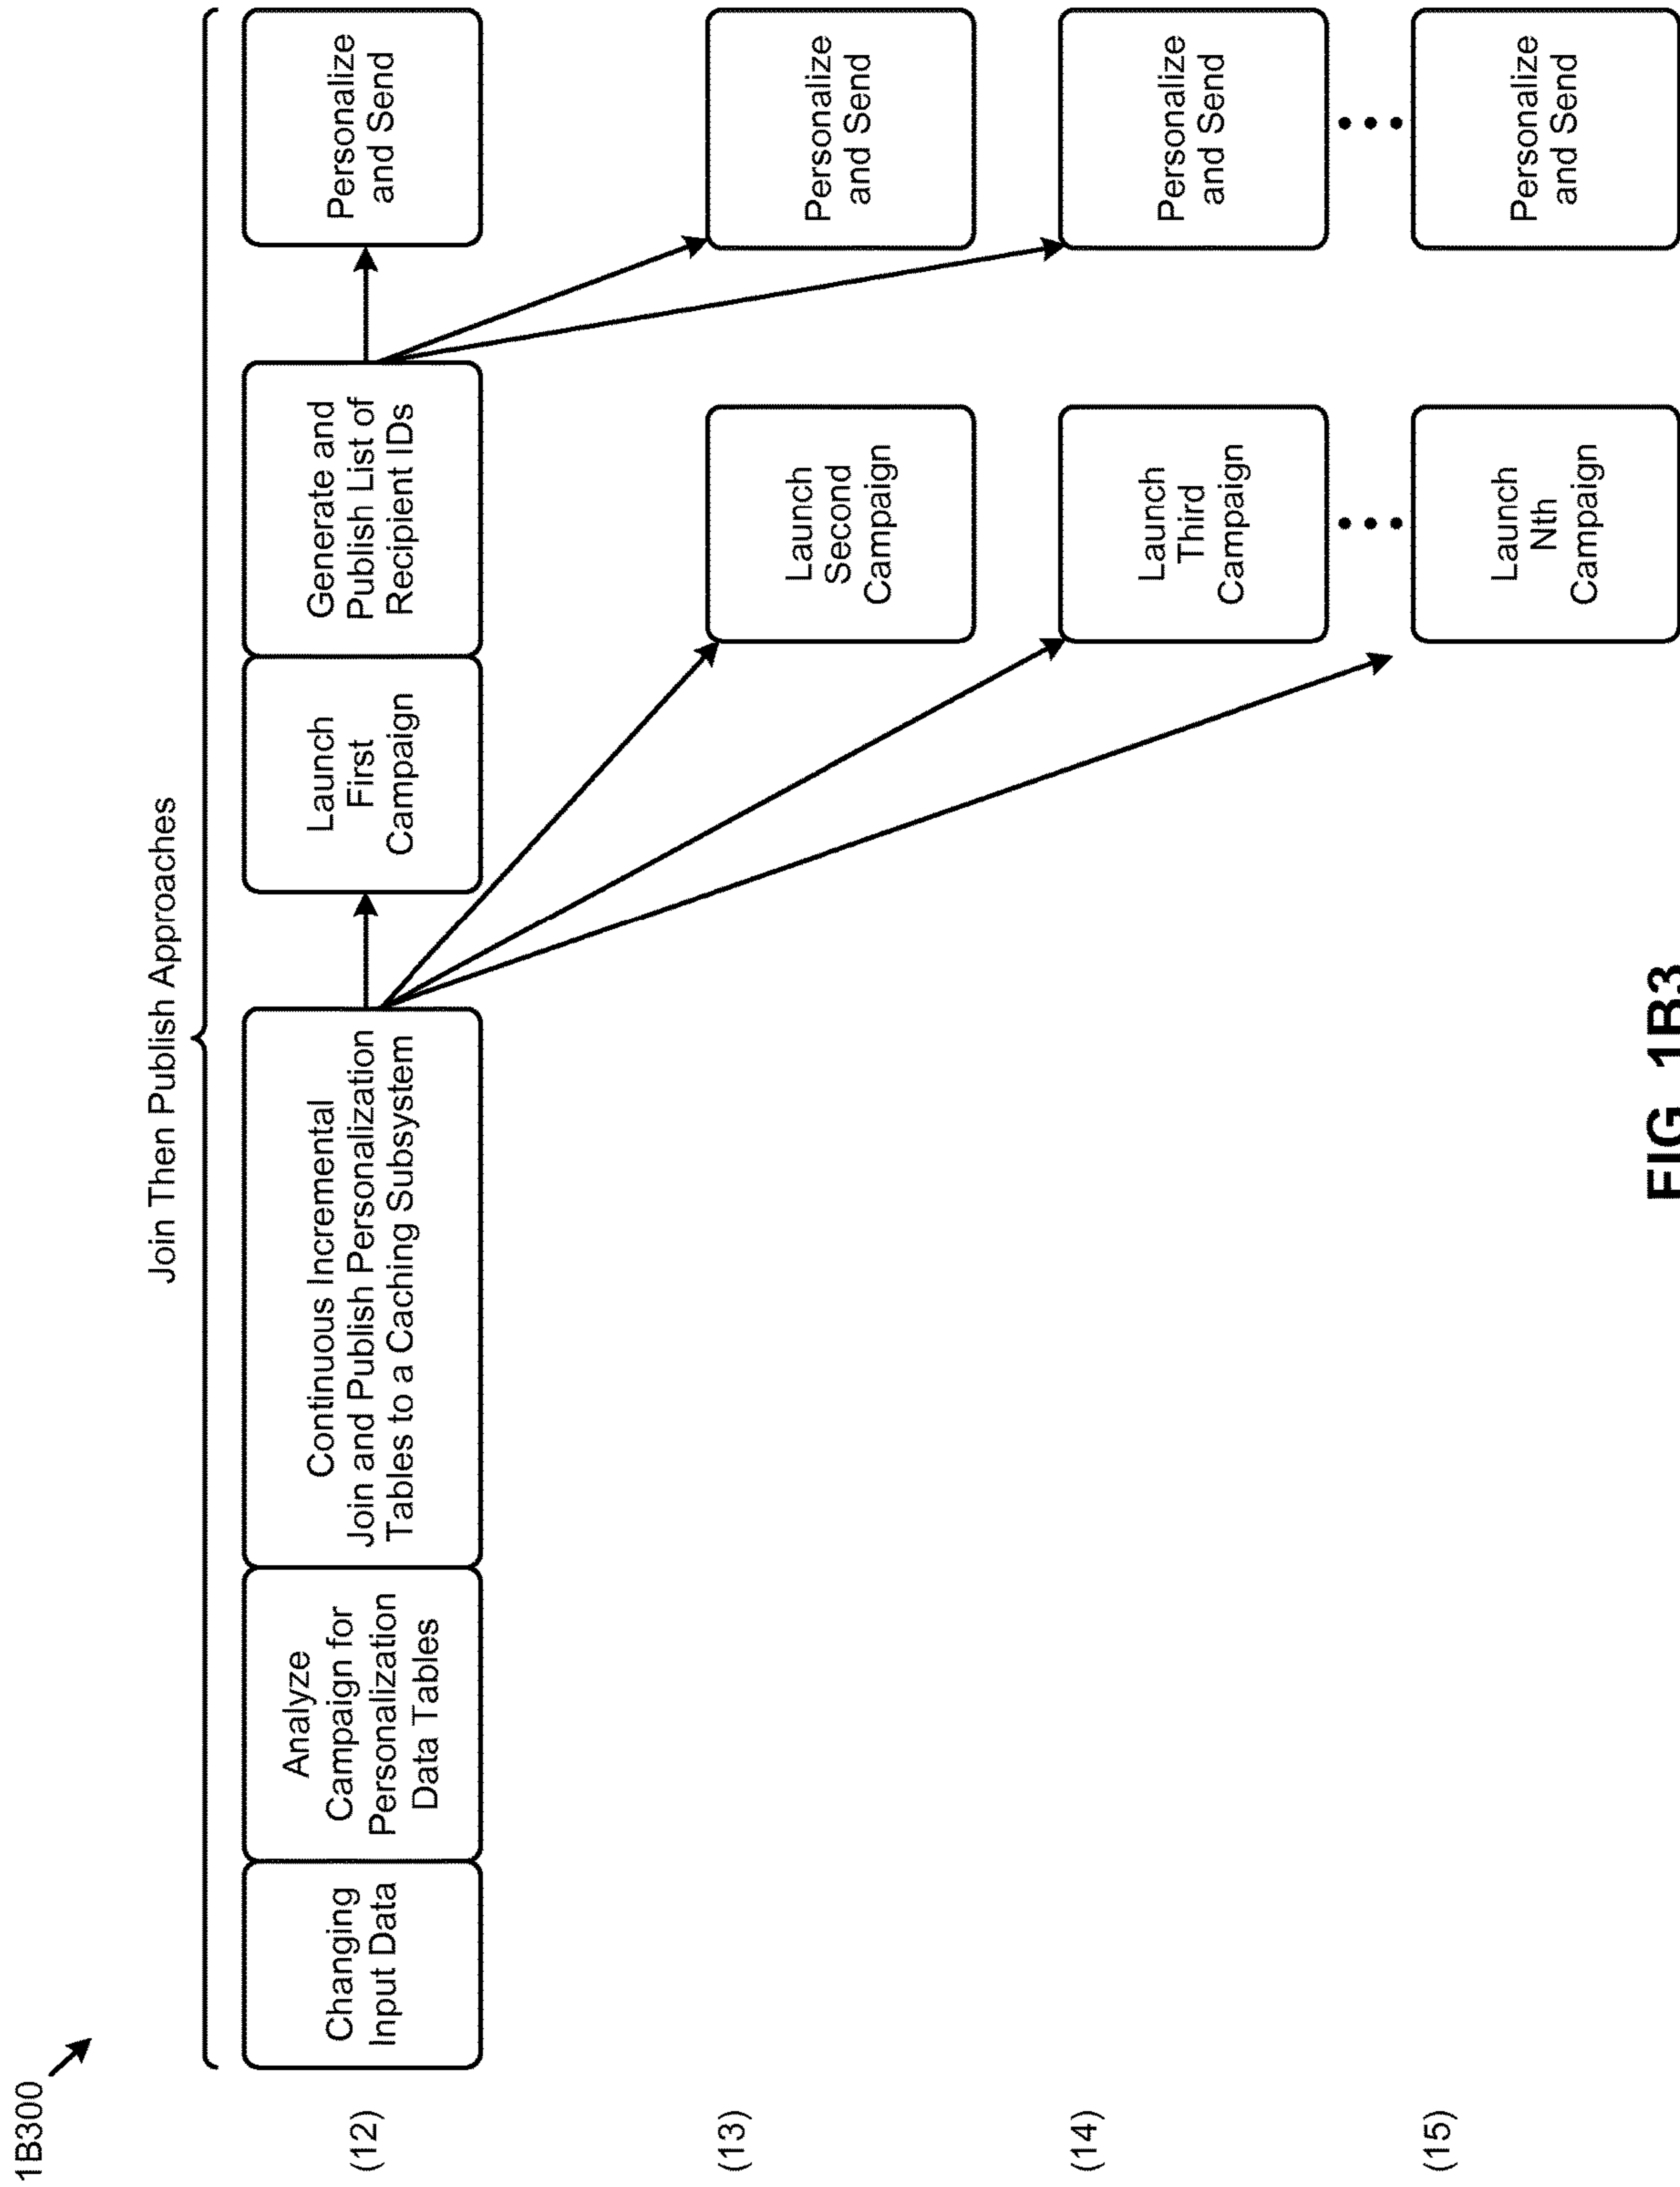 1B300
Join Then Publish Approaches
(12)
Changing
Input Data
Analyze
Campaign for
Personalization
Data Tables
Continuous Incremental
Join and Publish Personalization
Tables to a Caching Subsystem
Launch
First
Campaign
Generate and
Publish List of
Recipient IDs
Personalize
and Send
(13)
Launch
Second
Campaign
Personalize
and Send
(14)
Launch
Third
Campaign
Personalize
and Send
(15)
Launch
Nth
Campaign
Personalize
and Send
FIG. 1B3